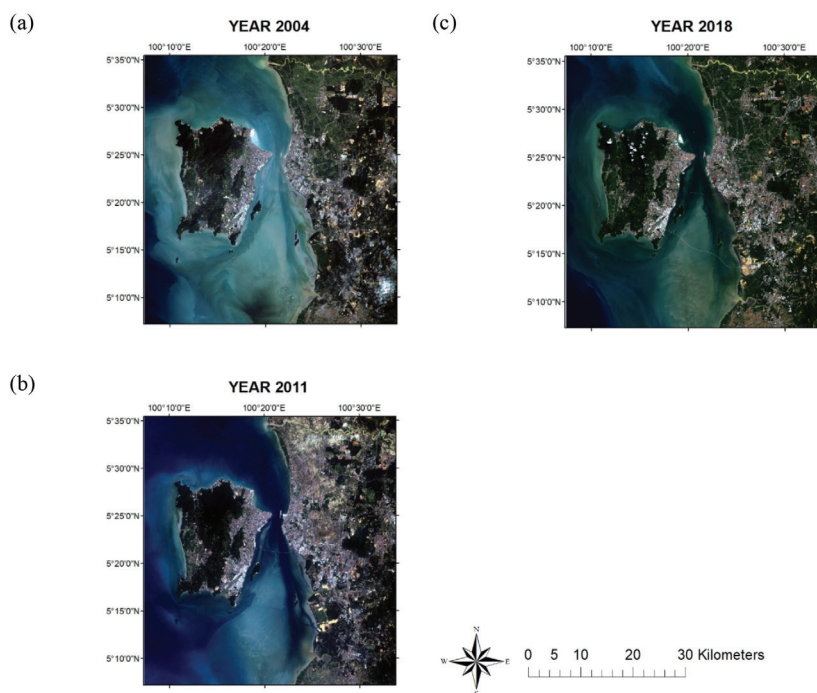 (a)
YEAR 2004
100°10'0"E 100°20'0"E 100°30'0"E
5°35'0"N
5°30'0"N
5°25'0"N
5°20'0"N
5°15'0"N
5°10'0"N
(c)
YEAR 2018
100°10'0"E 100°20'0"E 100°30'0"E
5°35'0"N
5°30'0"N
5°25'0"N
5°20'0"N
5°15'0"N
5°10'0"N
(b)
YEAR 2011
100°10'0"E 100°20'0"E 100°30'0"E
5°35'0"N
5°30'0"N
5°25'0"N
5°20'0"N
5°15'0"N
5°10'0"N
N
W E
S
0 5 10 20 30 Kilometers